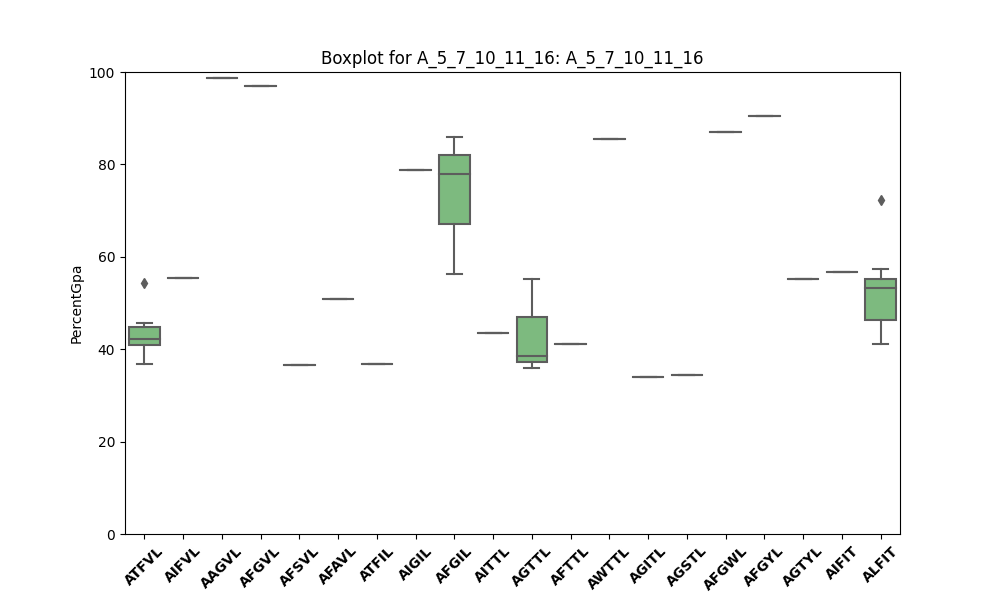 Boxplot for A_5_7_10_11_16: A_5_7_10_11_16
PercentGpa
100
80
60
40
20
0
ATFVL
AIFVL
AAGVL
AFGVL
AFSVL
AFAVL
ATFIL
AIGIL
AFGIL
AITTL
AGTTL
AFTTL
AWTTL
AGITL
AGSTL
AFGWL
AFGYL
AGTYL
AIFIT
ALFIT